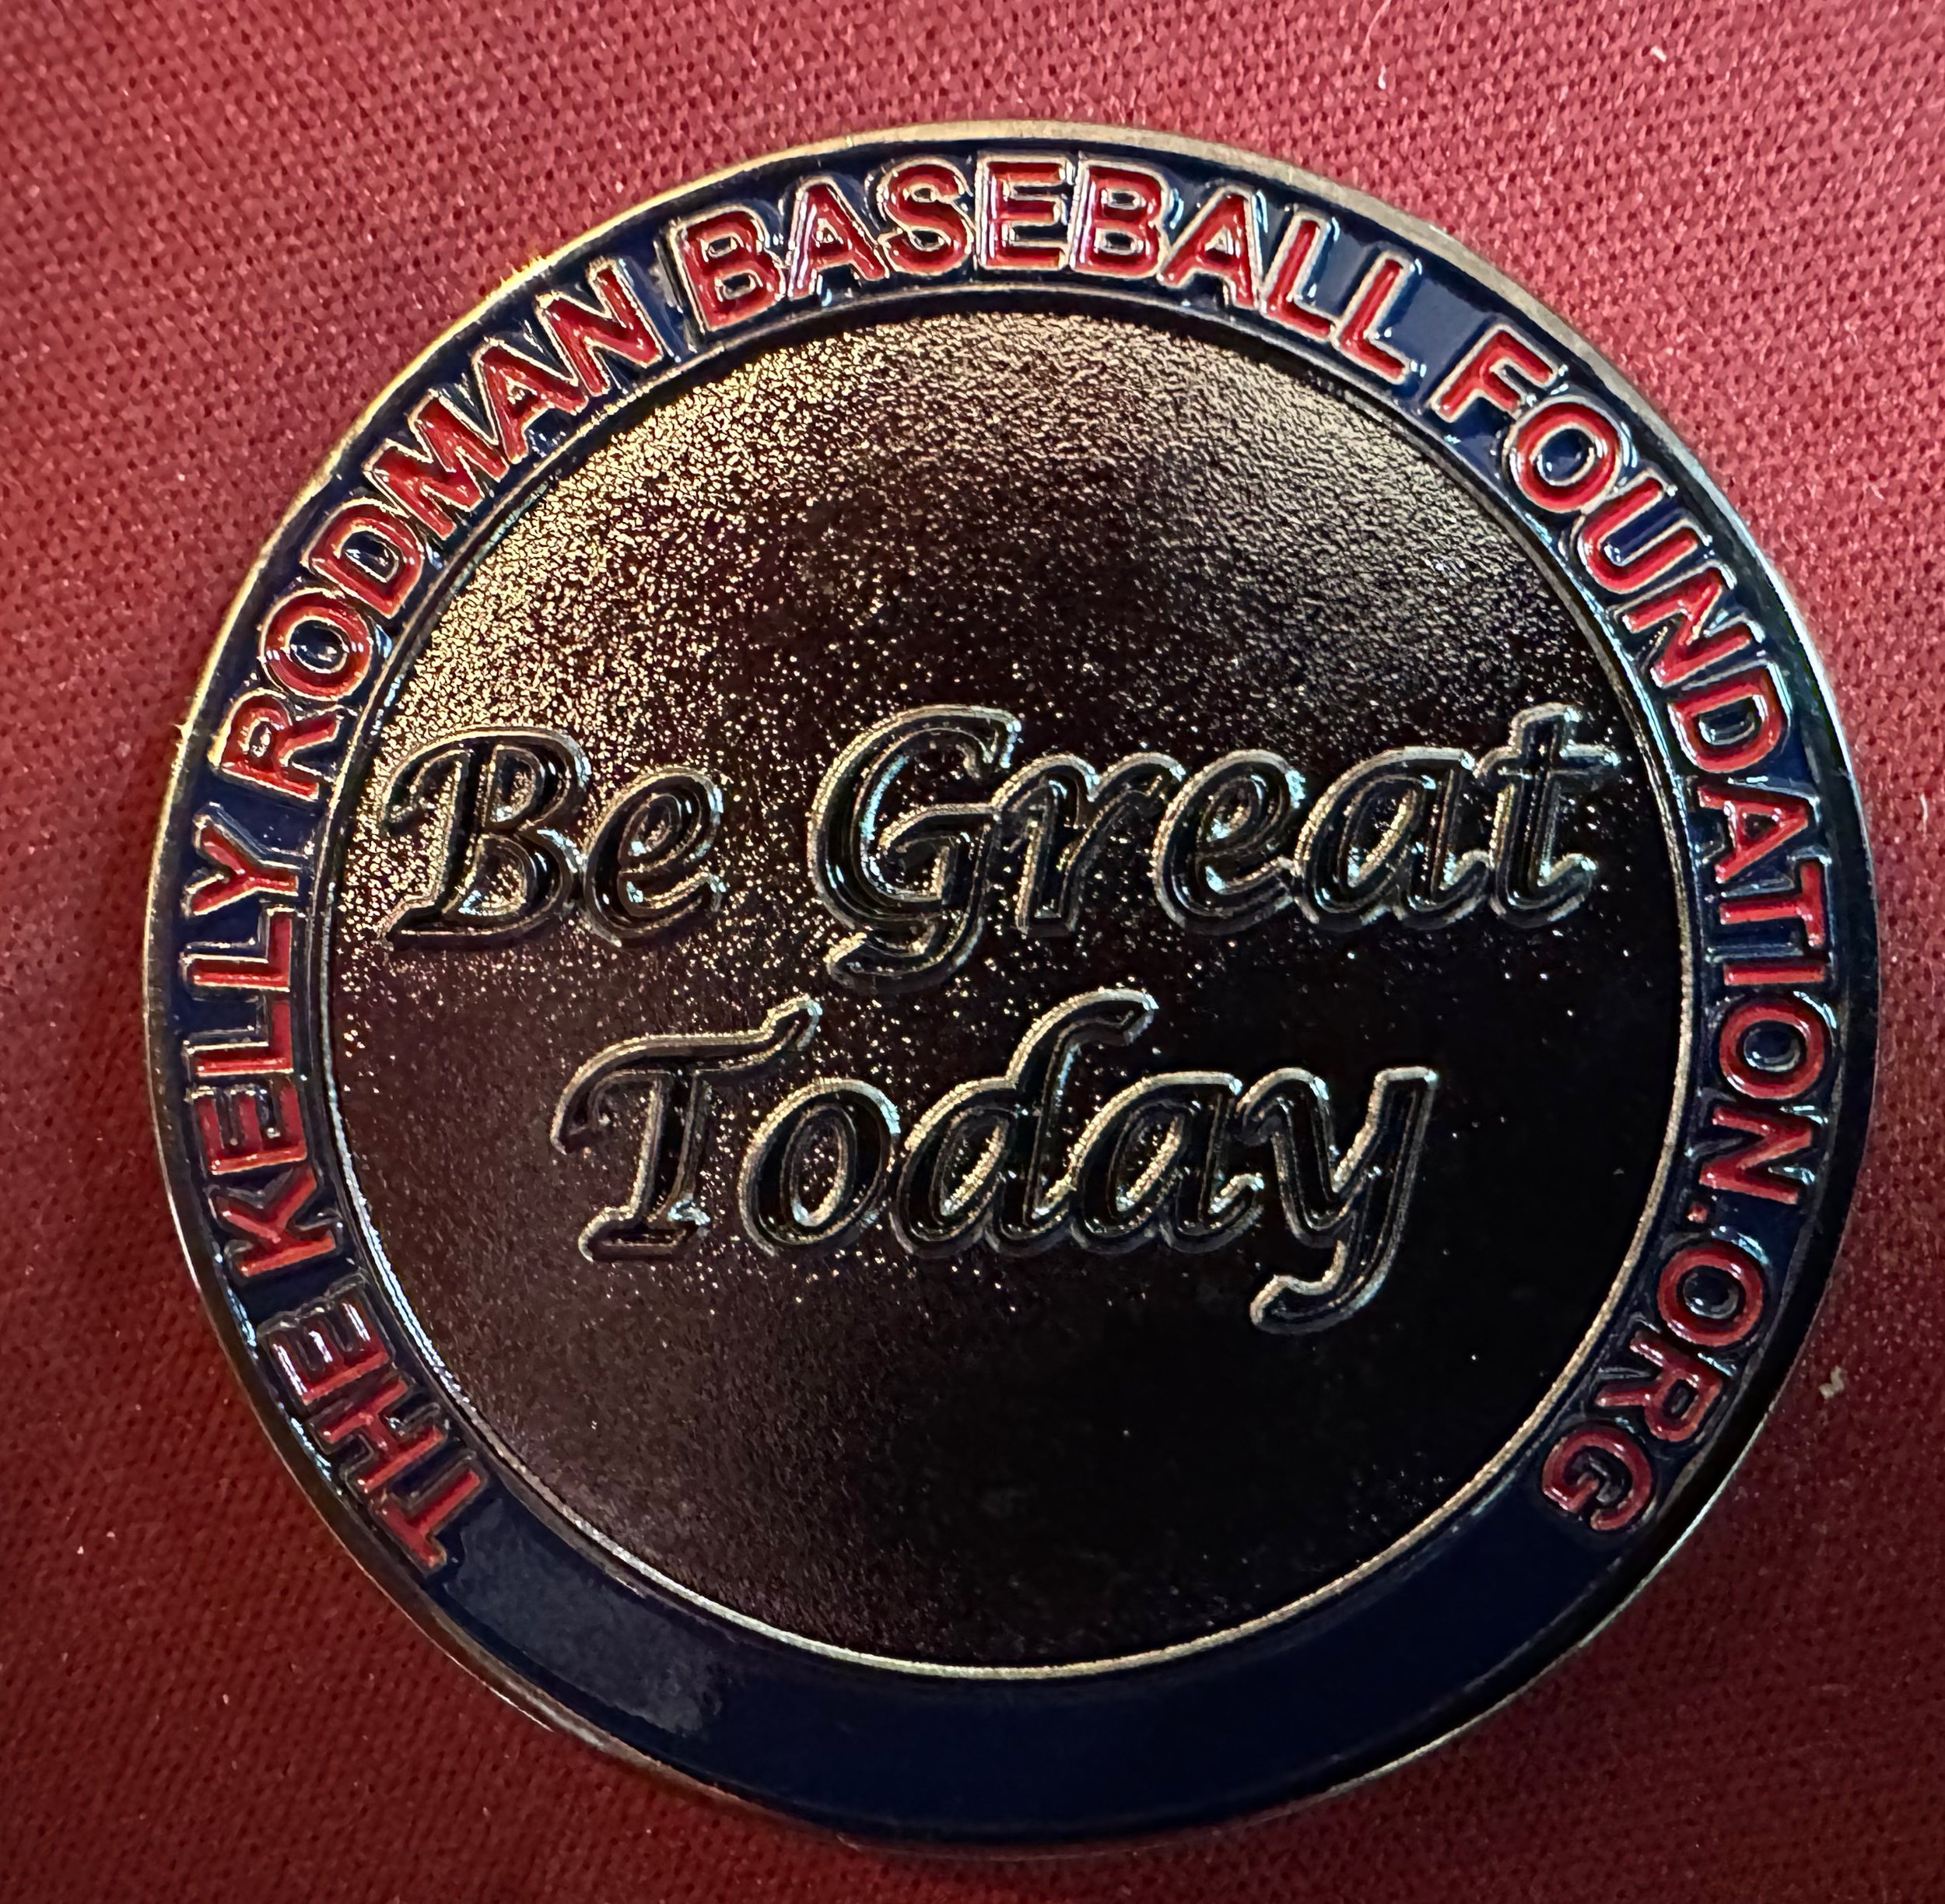 THE KELLY RODMAN BASEBALL FOUNDATION.ORG
Be Great
Today